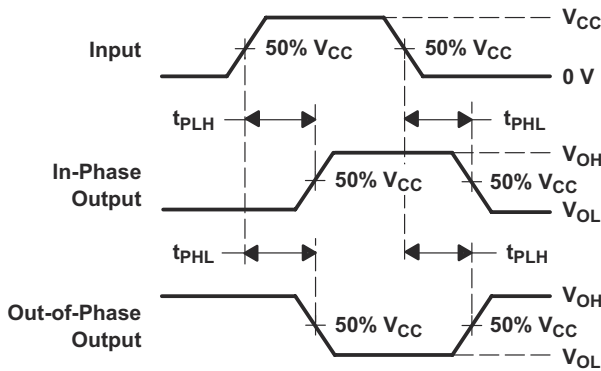 Input
50% VCC
50% VCC
VCC
0 V
tPLH
tPHL
In-Phase
Output
50% VCC
50% VCC
VOH
VOL
tPHL
tPLH
Out-of-Phase
Output
50% VCC
50% VCC
VOH
VOL